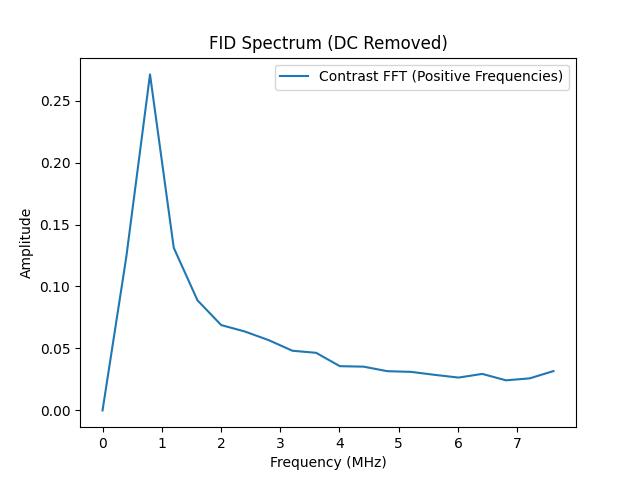 FID Spectrum (DC Removed)
Contrast FFT (Positive Frequencies)
0.25
0.20
0.15
0.10
0.05
0.00
Amplitude
0 1 2 3 4 5 6 7
Frequency (MHz)